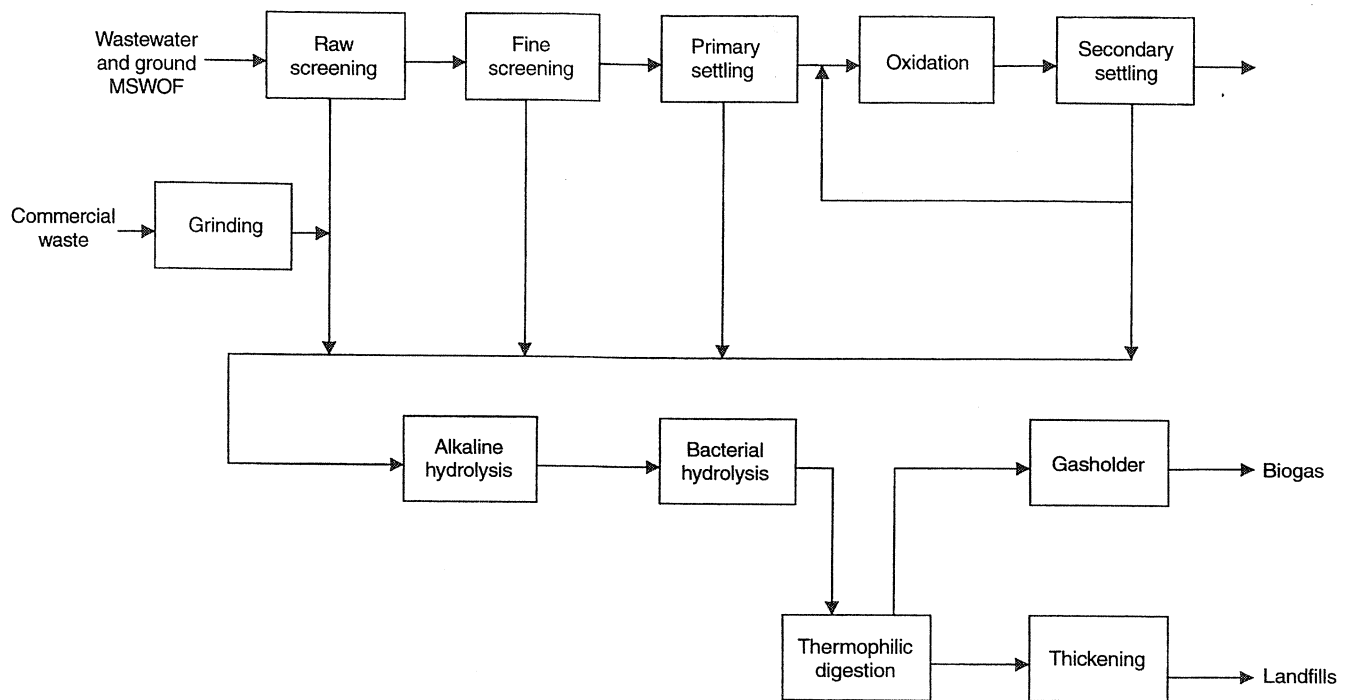 Wastewater
and ground
MSWOF
Raw
screening
Fine
screening
Primary
settling
Oxidation
Secondary
settling
Commercial
waste
Grinding
Alkaline
hydrolysis
Bacterial
hydrolysis
Gasholder
Biogas
Thermophilic
digestion
Thickening
Landfills